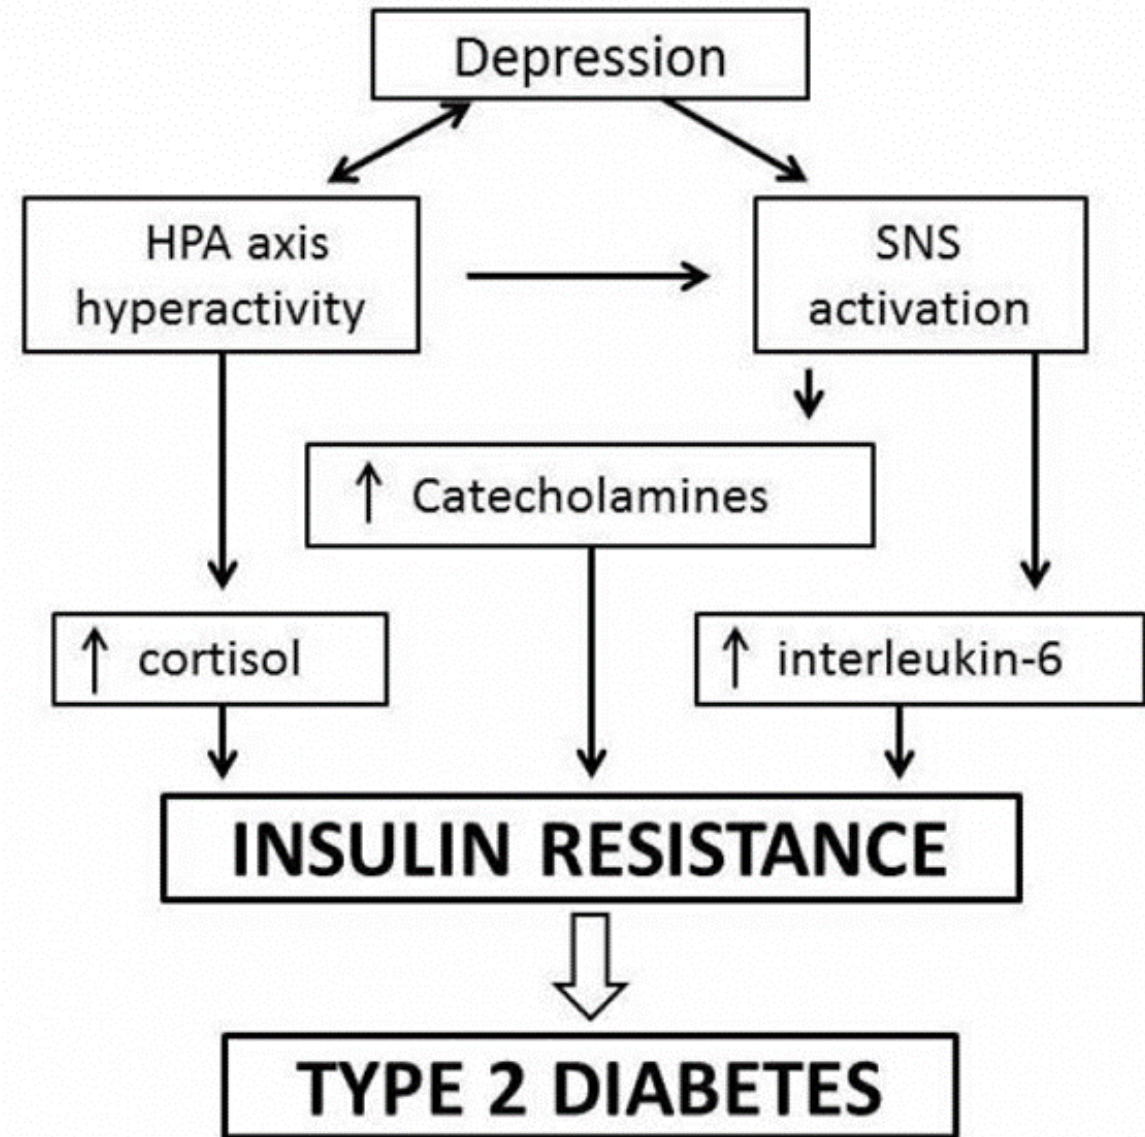 Depression
HPA axis
hyperactivity
SNS
activation
↑ Catecholamines
↑ cortisol
↑ interleukin-6
INSULIN RESISTANCE
TYPE 2 DIABETES